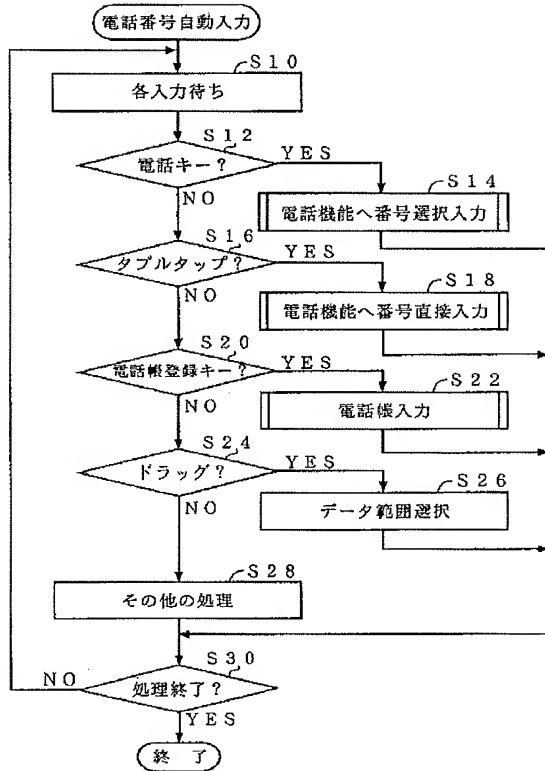 電話番号自動入力
S10
各入力待ち
S12
電話キー?
YES
NO
S14
電話機能へ番号選択入力
S16
タブルタップ?
YES
NO
S18
電話機能へ番号直接入力
S20
電話帳登録キー?
YES
NO
S22
電話帳入力
S24
ドラッグ?
YES
NO
S26
データ範囲選択
S28
その他の処理
S30
処理終了?
NO
YES
終了